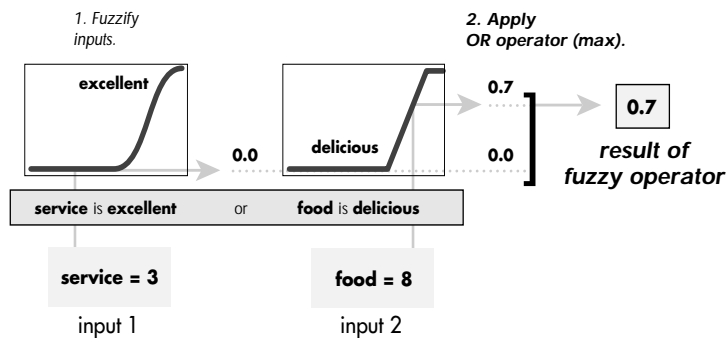 1. Fuzzify
inputs.
2. Apply
OR operator (max).
excellent
delicious
0.0
0.7
0.0
0.7
result of
fuzzy operator
service is excellent or food is delicious
service = 3
food = 8
input 1
input 2